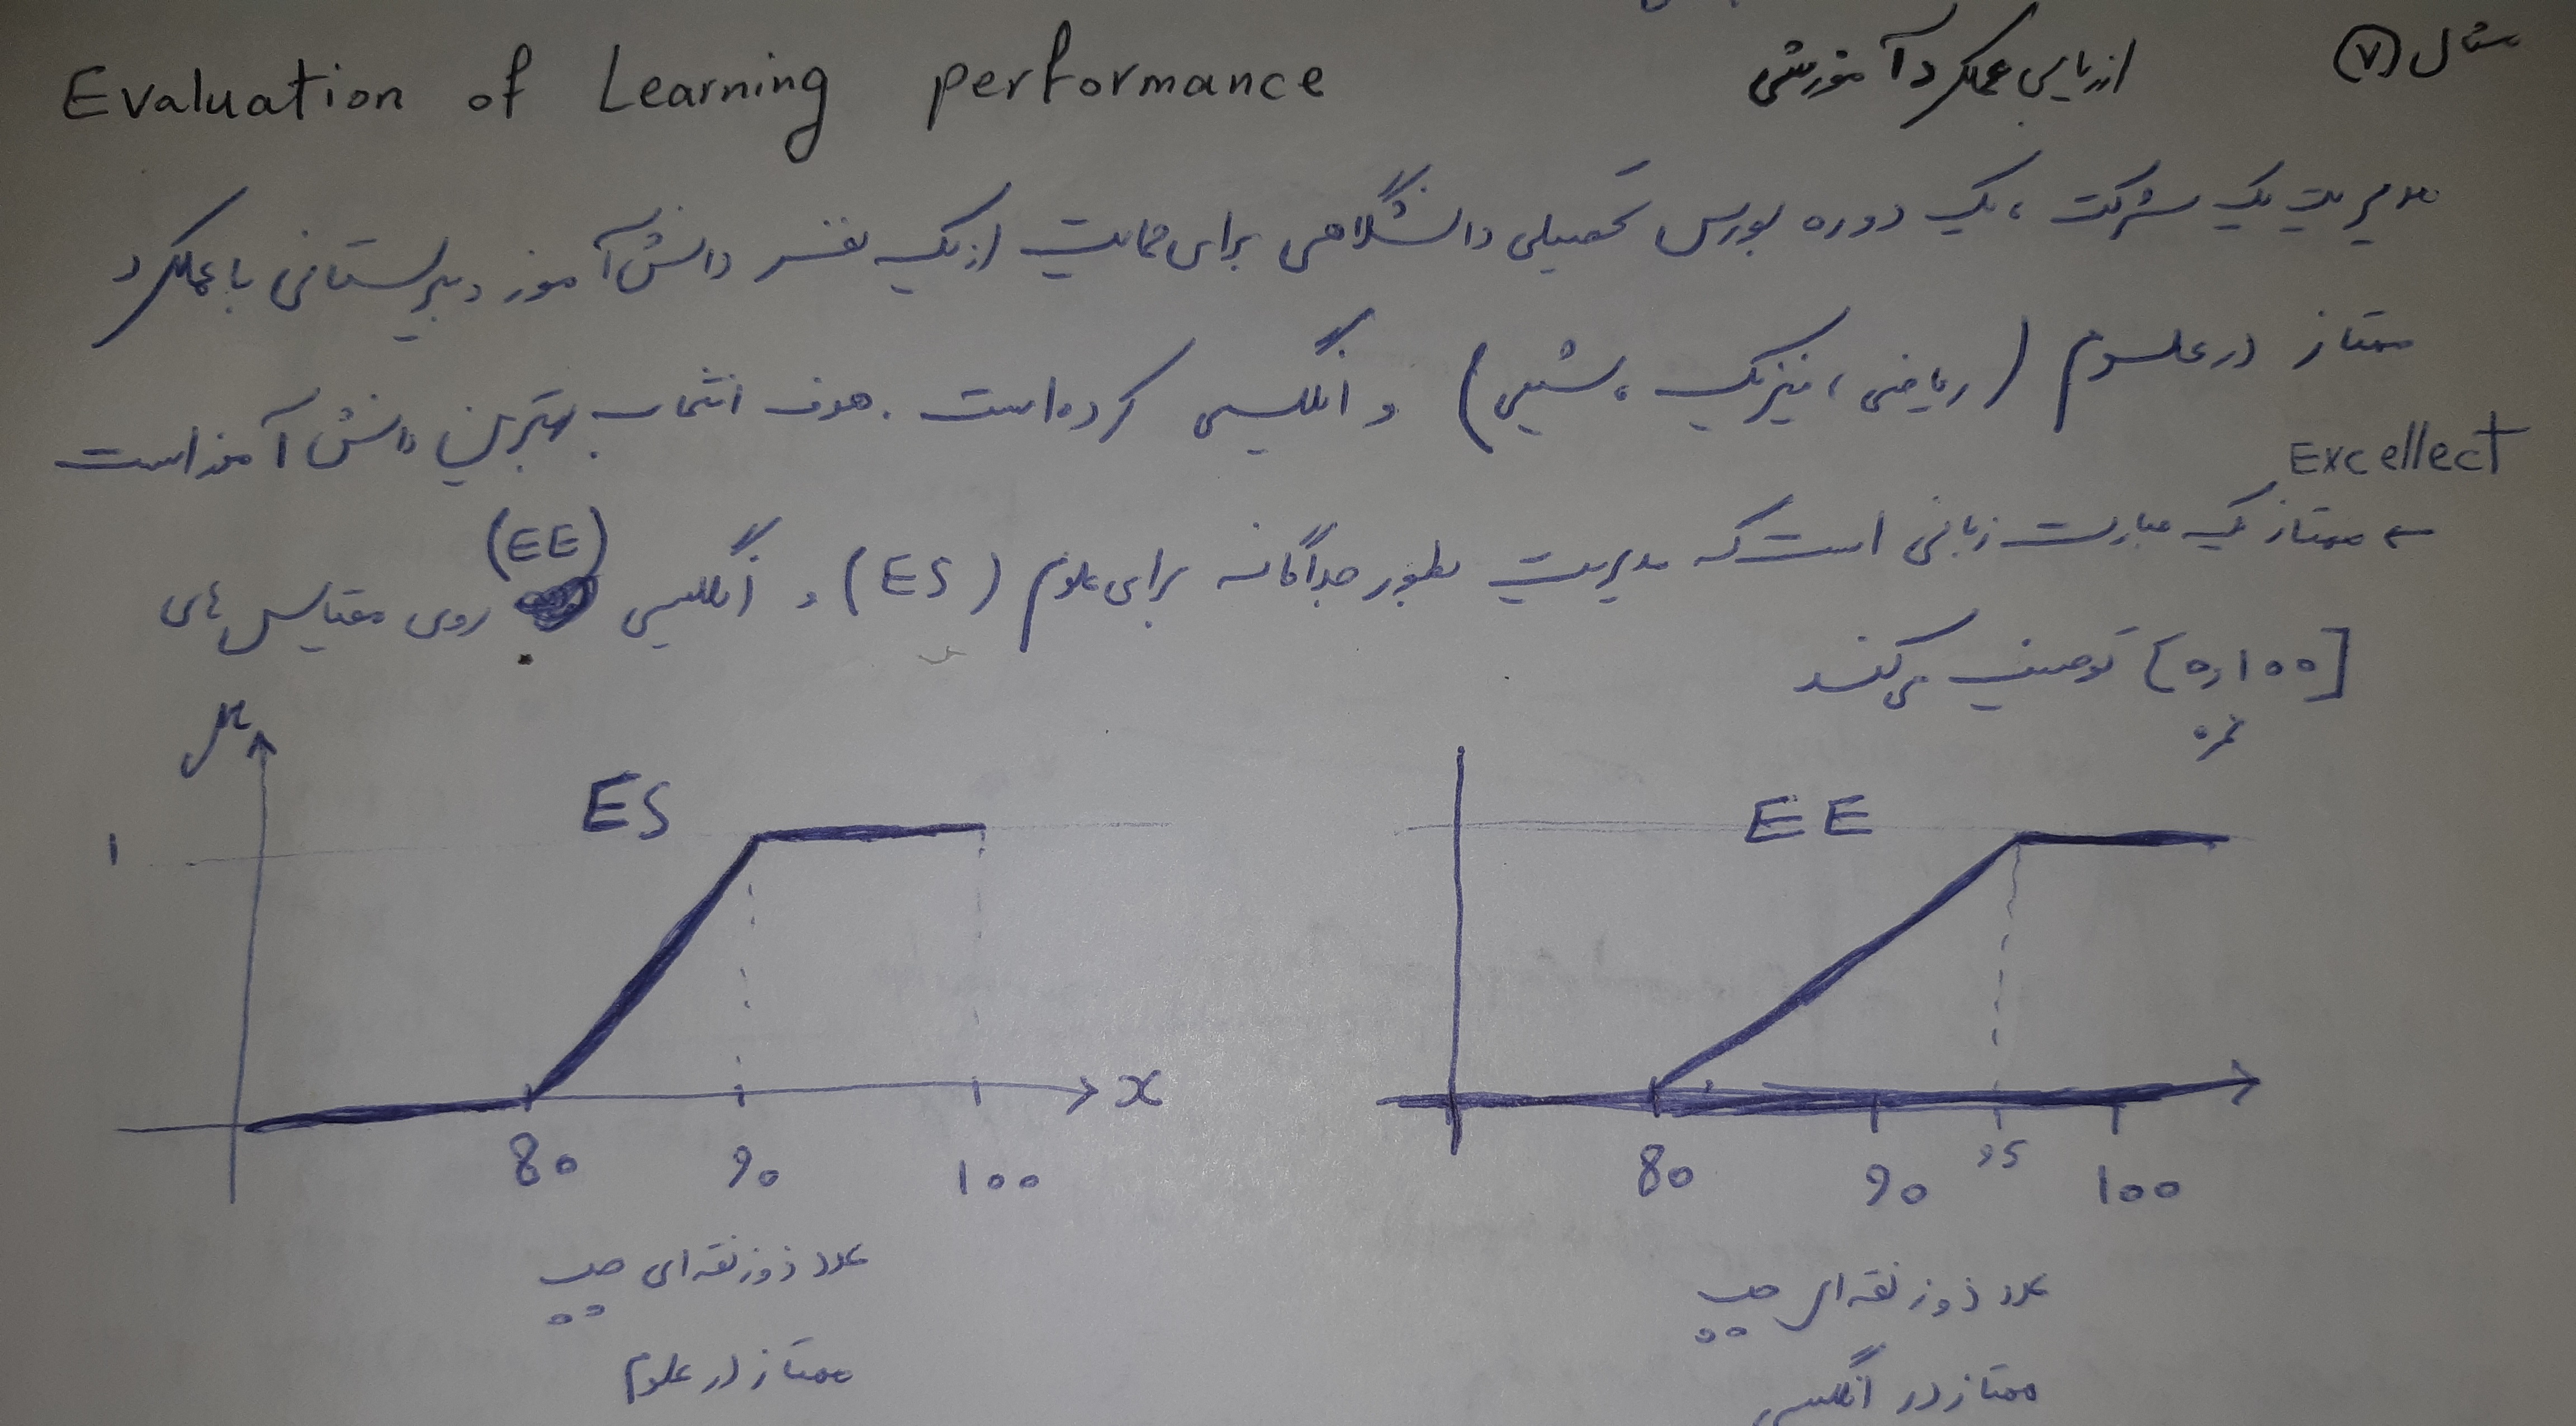 مثال (۷) ارزیابی عملکرد آموزشی Evaluation of Learning performance
مدیریت یک شرکت، یک دوره بورس تحصیلی دانشگاهی برای حمایت از یک نفر دانش آموز دبیرستانی با عملکرد
ممتاز در علوم (ریاضی، فیزیک، شیمی) و انگلیسی کرده است. هدف انتخاب بهترین دانش آموز است
Excellect
ممتاز یک عبارت زبانی است که مدیریت بطور جداگانه برای علوم (ES) و انگلیسی (EE) روی مقیاس های
[۱۰۰, ۰] توصیف می کند
نمره
μ
ES
EE
1
x
80 90 100
80 90 95 100
عدد ذوزنقه ای چپ
عدد ذوزنقه ای چپ
ممتاز در علوم
ممتاز در انگلیسی